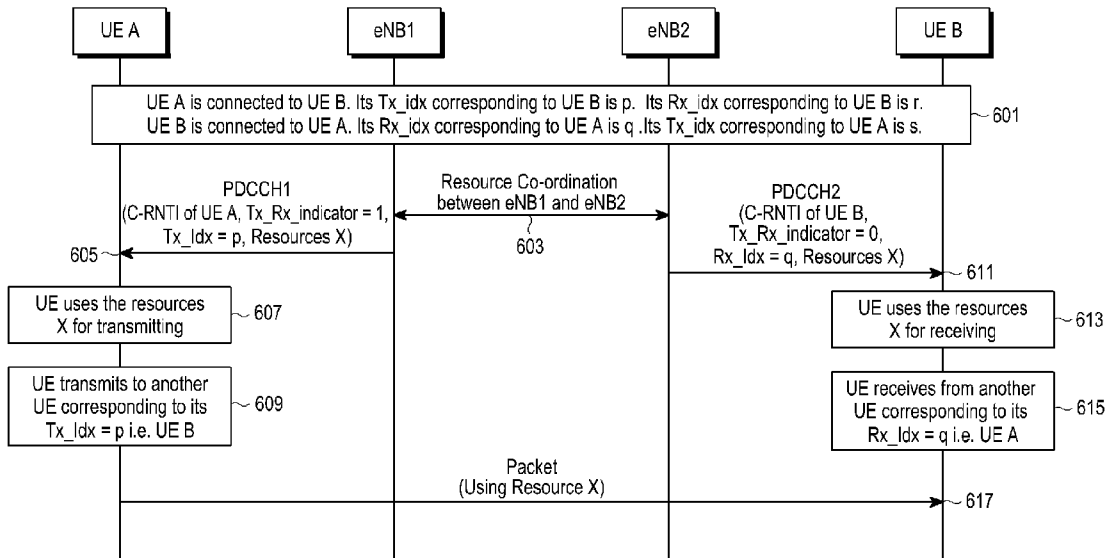 UE A
eNB1
eNB2
UE B
UE A is connected to UE B. Its Tx_idx corresponding to UE B is p. Its Rx_idx corresponding to UE B is r.
UE B is connected to UE A. Its Rx_idx corresponding to UE A is q .Its Tx_idx corresponding to UE A is s.
601
PDCCH1
(C-RNTI of UE A, Tx_Rx_indicator = 1,
Tx_Idx = p, Resources X)
605
Resource Co-ordination
between eNB1 and eNB2
603
PDCCH2
(C-RNTI of UE B,
Tx_Rx_indicator = 0,
Rx_Idx = q, Resources X)
611
UE uses the resources
X for transmitting
607
UE uses the resources
X for receiving
613
UE transmits to another
UE corresponding to its
Tx_Idx = p i.e. UE B
609
UE receives from another
UE corresponding to its
Rx_Idx = q i.e. UE A
615
Packet
(Using Resource X)
617